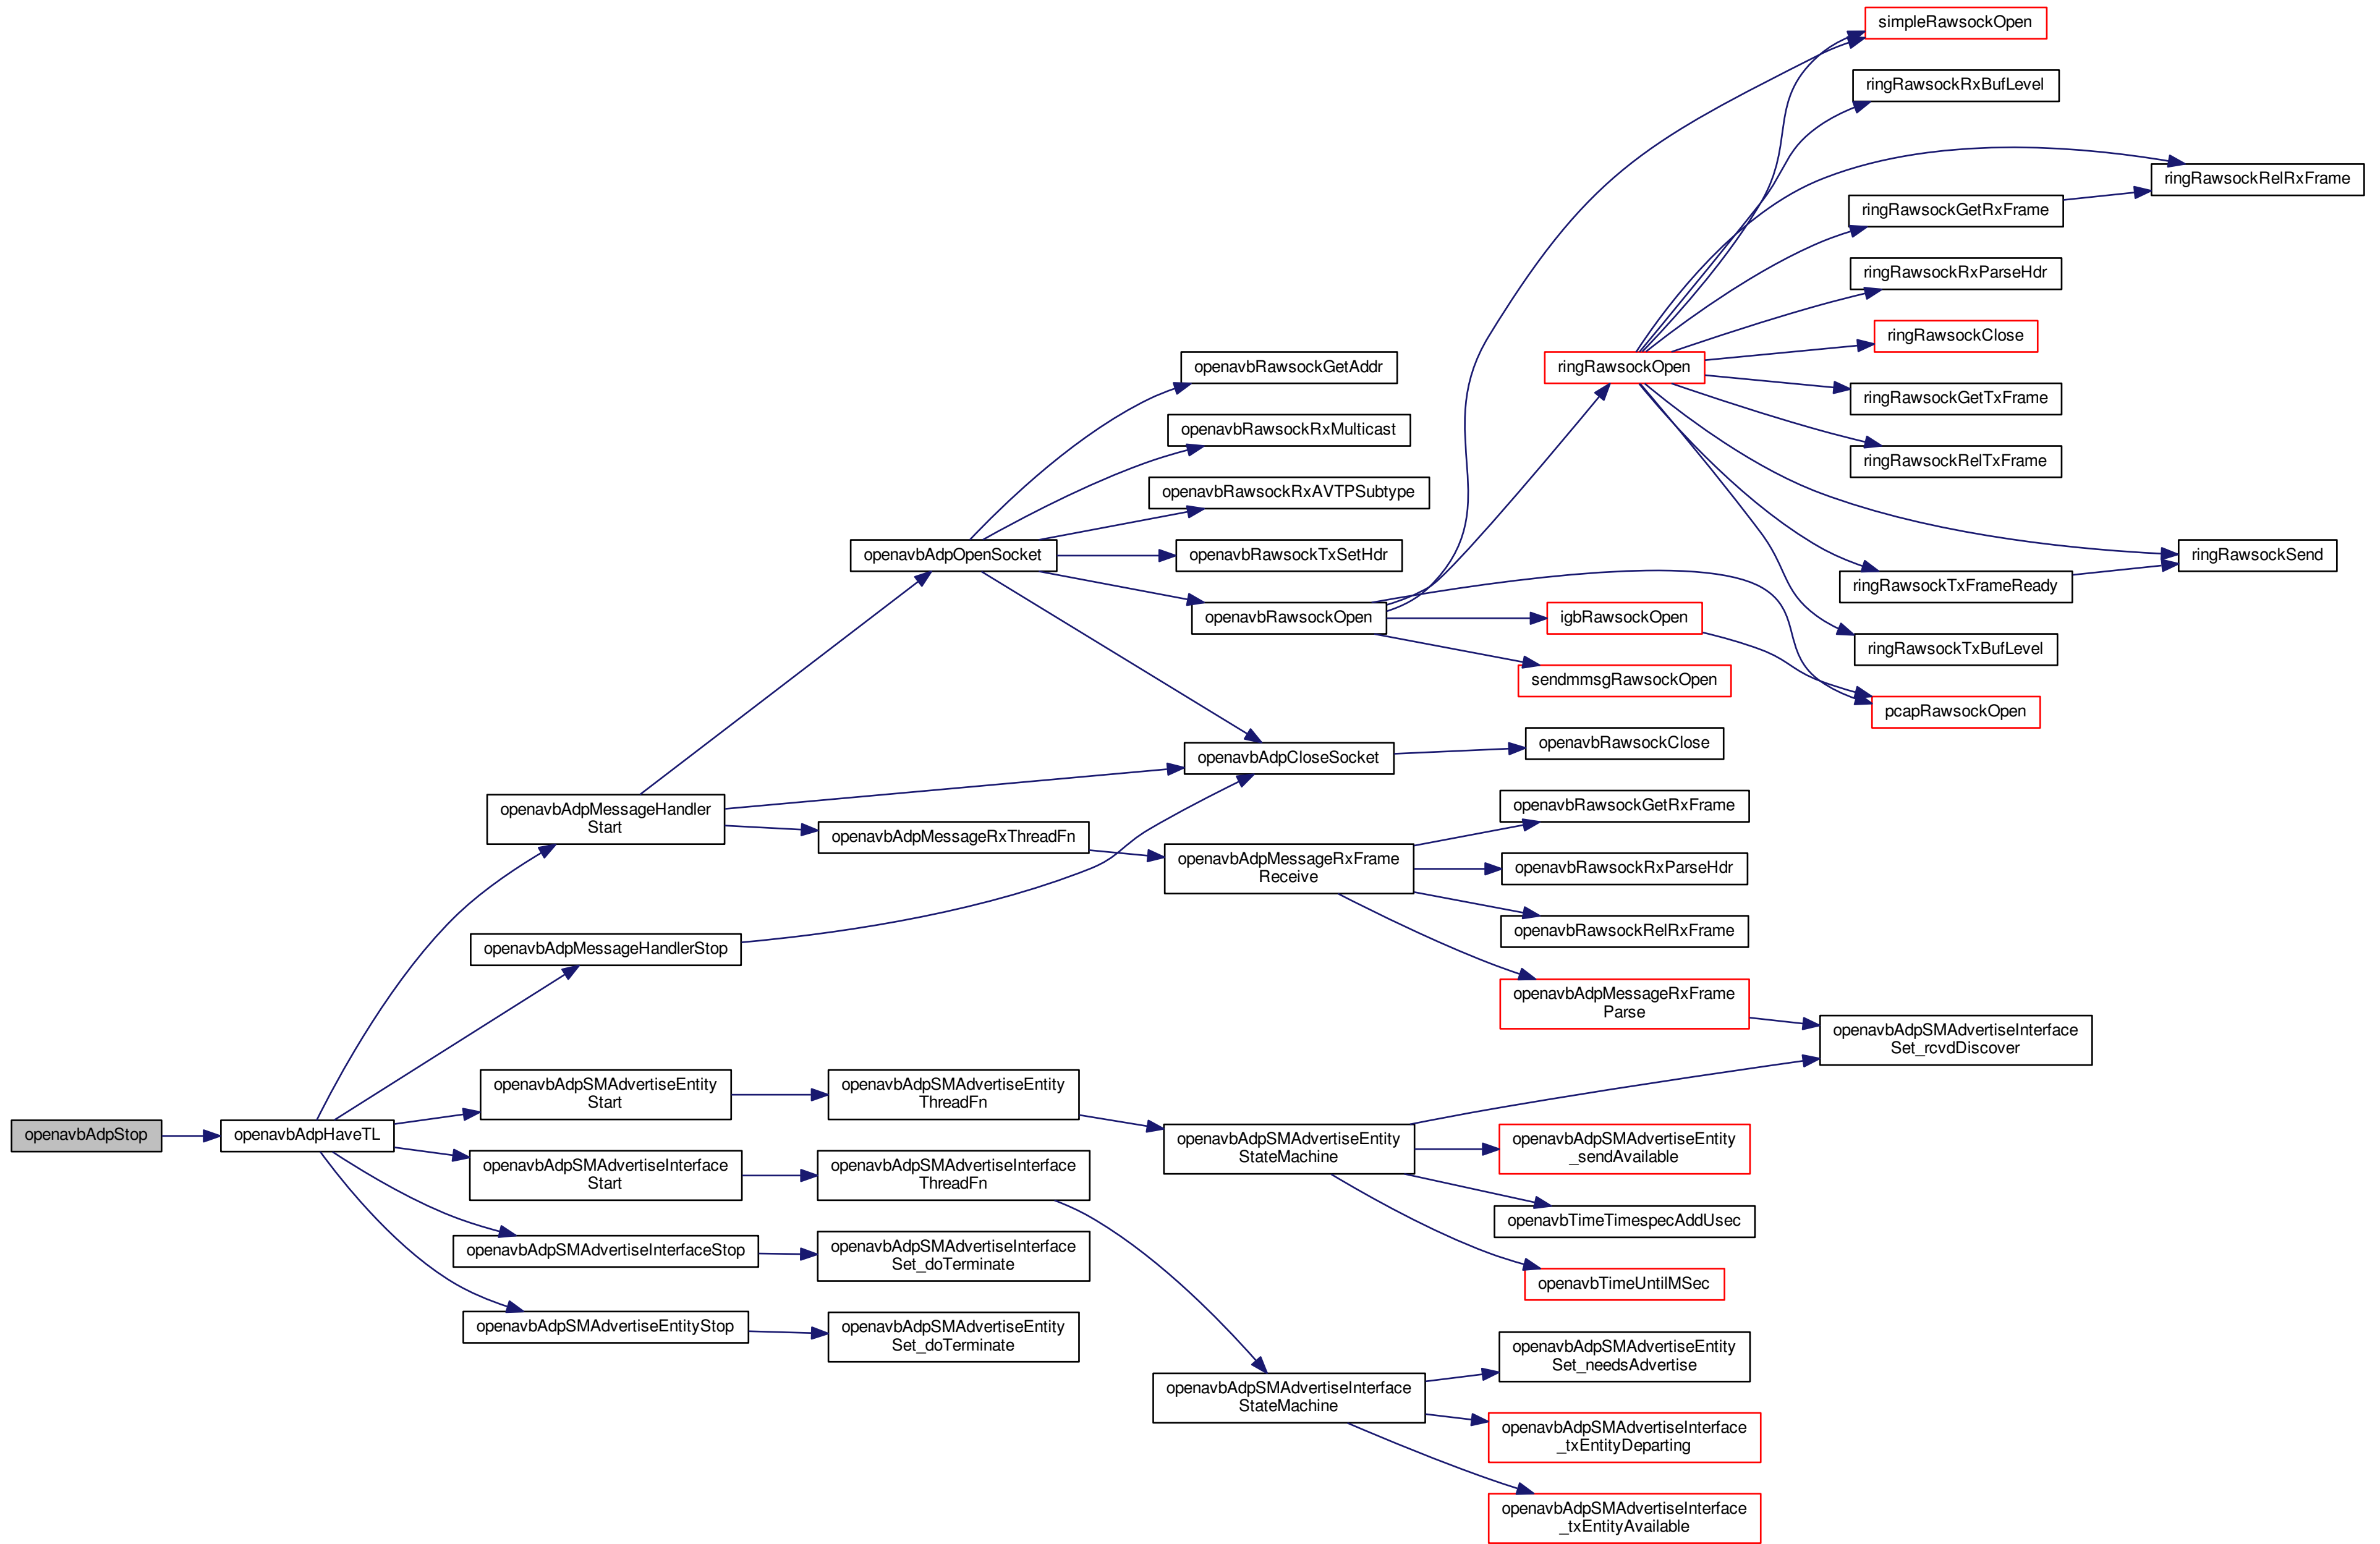 simpleRawsockOpen
ringRawsockRxBufLevel
ringRawsockRelRxFrame
ringRawsockGetRxFrame
ringRawsockRxParseHdr
ringRawsockClose
ringRawsockOpen
openavbRawsockGetAddr
ringRawsockGetTxFrame
openavbRawsockRxMulticast
ringRawsockRelTxFrame
openavbRawsockRxAVTPSubtype
openavbAdpOpenSocket
openavbRawsockTxSetHdr
ringRawsockSend
ringRawsockTxFrameReady
openavbRawsockOpen
igbRawsockOpen
ringRawsockTxBufLevel
sendmmsgRawsockOpen
pcapRawsockOpen
openavbRawsockClose
openavbAdpCloseSocket
openavbRawsockGetRxFrame
openavbAdpMessageHandler
Start
openavbAdpMessageRxThreadFn
openavbAdpMessageRxFrame
Receive
openavbRawsockRxParseHdr
openavbRawsockRelRxFrame
openavbAdpMessageHandlerStop
openavbAdpMessageRxFrame
Parse
openavbAdpSMAdvertiseInterface
Set_rcvdDiscover
openavbAdpSMAdvertiseEntity
Start
openavbAdpSMAdvertiseEntity
ThreadFn
openavbAdpStop
openavbAdpHaveTL
openavbAdpSMAdvertiseEntity
StateMachine
openavbAdpSMAdvertiseEntity
_sendAvailable
openavbAdpSMAdvertiseInterface
Start
openavbAdpSMAdvertiseInterface
ThreadFn
openavbTimeTimespecAddUsec
openavbAdpSMAdvertiseInterfaceStop
openavbAdpSMAdvertiseInterface
Set_doTerminate
openavbTimeUntilMSec
openavbAdpSMAdvertiseEntityStop
openavbAdpSMAdvertiseEntity
Set_doTerminate
openavbAdpSMAdvertiseEntity
Set_needsAdvertise
openavbAdpSMAdvertiseInterface
StateMachine
openavbAdpSMAdvertiseInterface
_txEntityDeparting
openavbAdpSMAdvertiseInterface
_txEntityAvailable